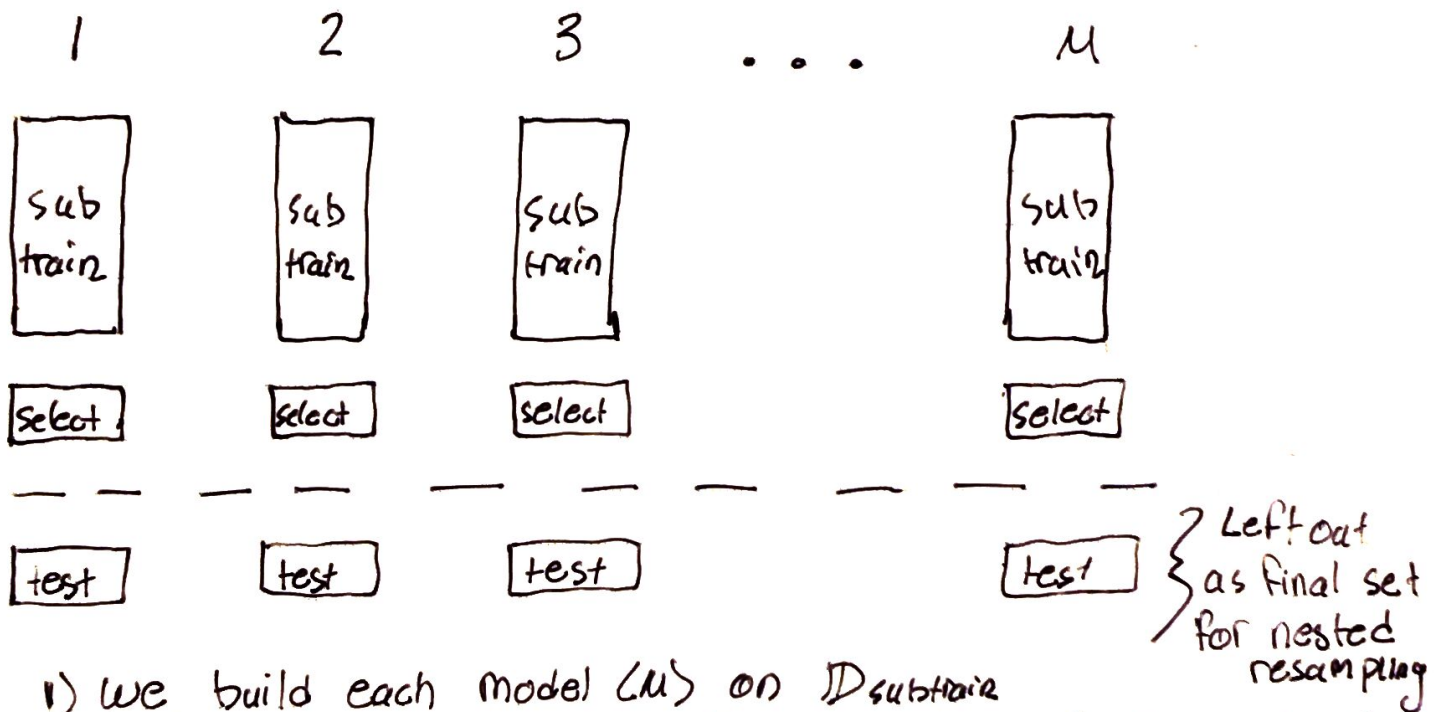 1 2 3 . . . M
sub sub sub sub
train train train train
select select select select
test test test test
Left out
as final set
for nested
resampling
1) we build each model (M) on 𝔻subtrain